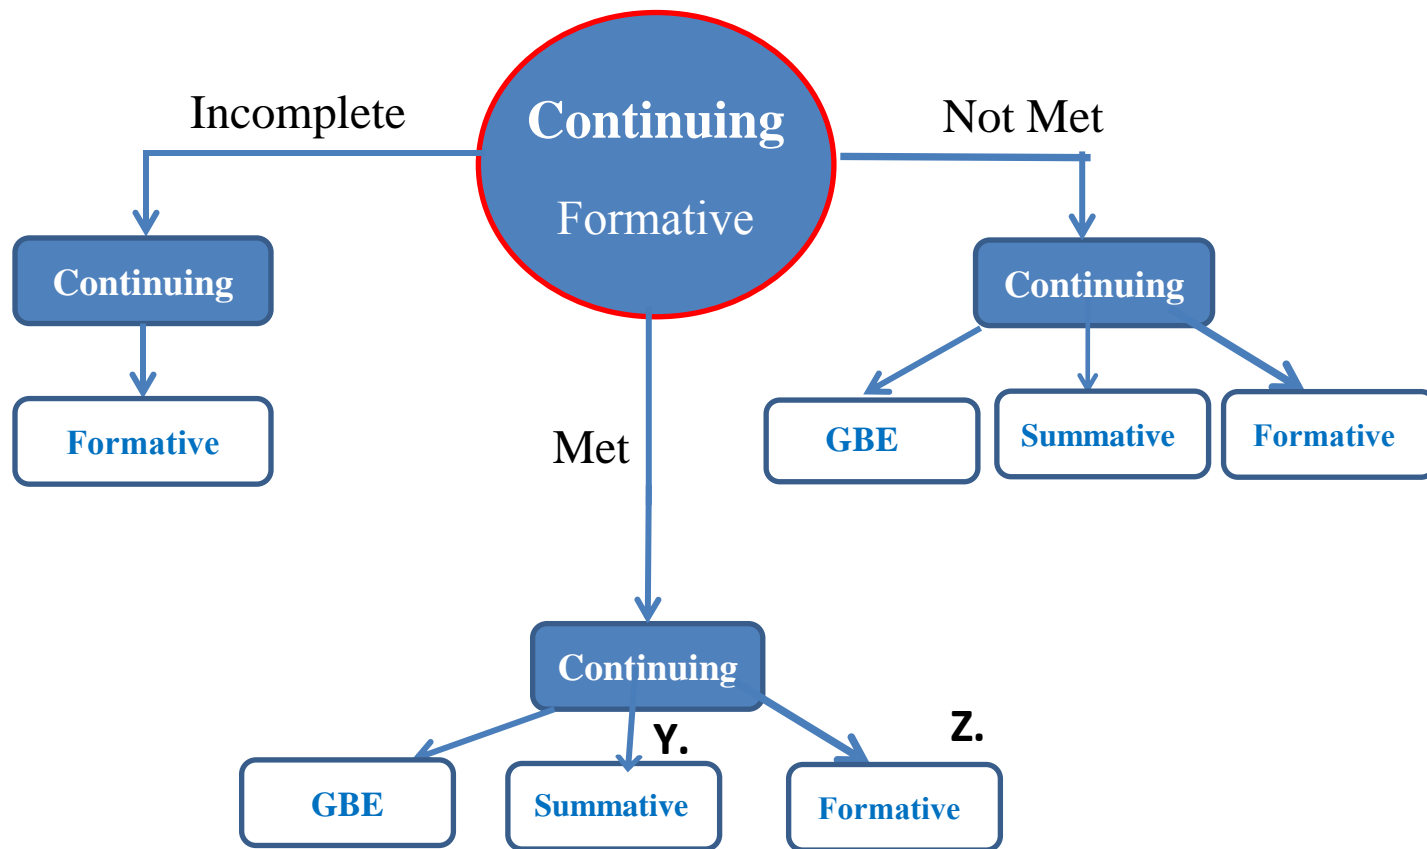 Continuing
Formative
Incomplete
Not Met
Continuing
Formative
Continuing
GBE
Summative
Formative
Met
Continuing
Y.
Z.
GBE
Summative
Formative